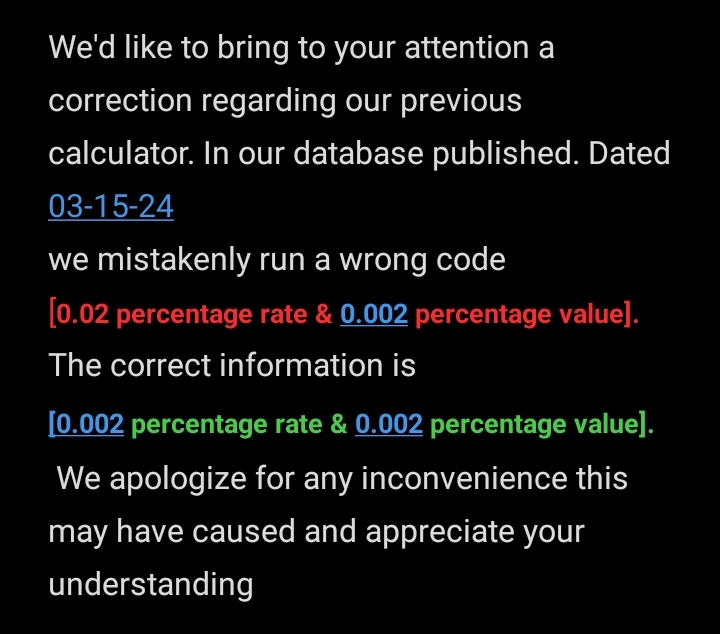 We'd like to bring to your attention a
correction regarding our previous
calculator. In our database published. Dated
03-15-24
we mistakenly run a wrong code
[0.02 percentage rate & 0.002 percentage value].
The correct information is
[0.002 percentage rate & 0.002 percentage value].
We apologize for any inconvenience this
may have caused and appreciate your
understanding